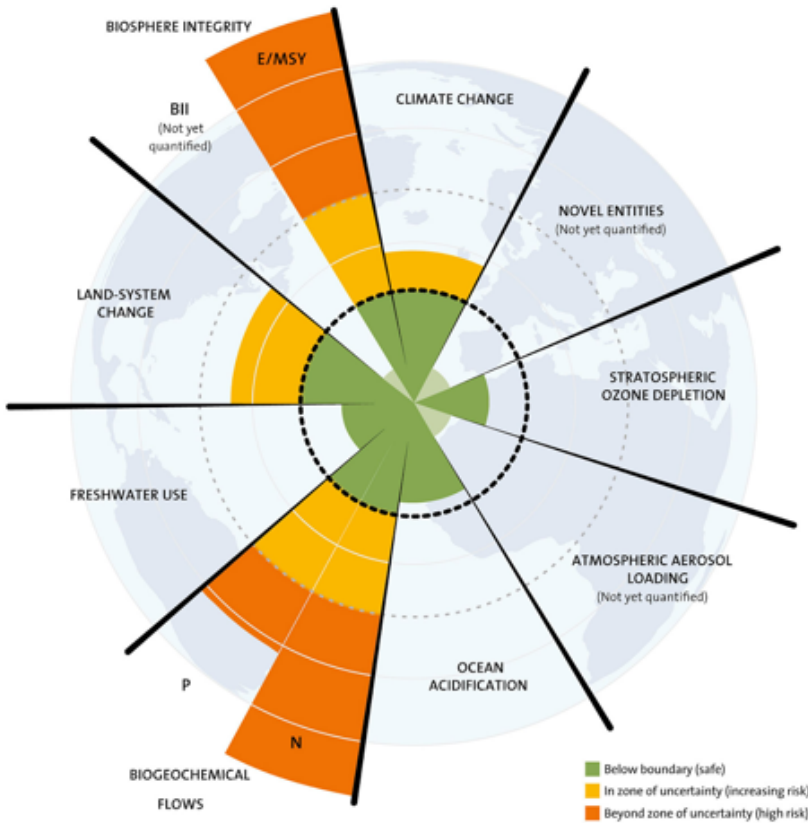 BIOSPHERE INTEGRITY
E/MSY
BII
(Not yet
quantified)
CLIMATE CHANGE
NOVEL ENTITIES
(Not yet quantified)
LAND-SYSTEM
CHANGE
STRATOSPHERIC
OZONE DEPLETION
FRESHWATER USE
ATMOSPHERIC AEROSOL
LOADING
(Not yet quantified)
OCEAN
ACIDIFICATION
P
N
BIOGEOCHEMICAL
FLOWS
Below boundary (safe)
In zone of uncertainty (increasing risk)
Beyond zone of uncertainty (high risk)